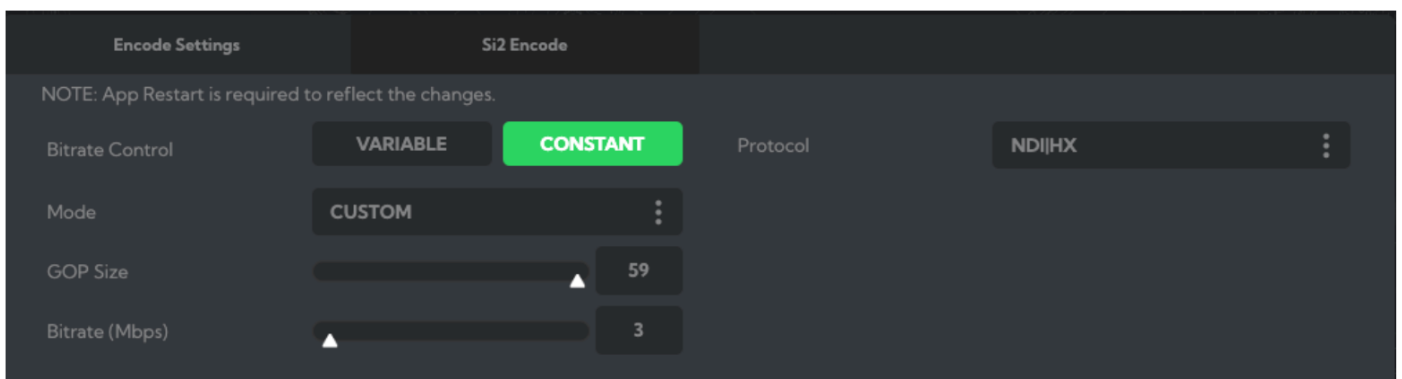 Encode Settings
Si2 Encode
NOTE: App Restart is required to reflect the changes.
Bitrate Control
VARIABLE
CONSTANT
Protocol
NDI|HX
Mode
CUSTOM
GOP Size
59
Bitrate (Mbps)
3